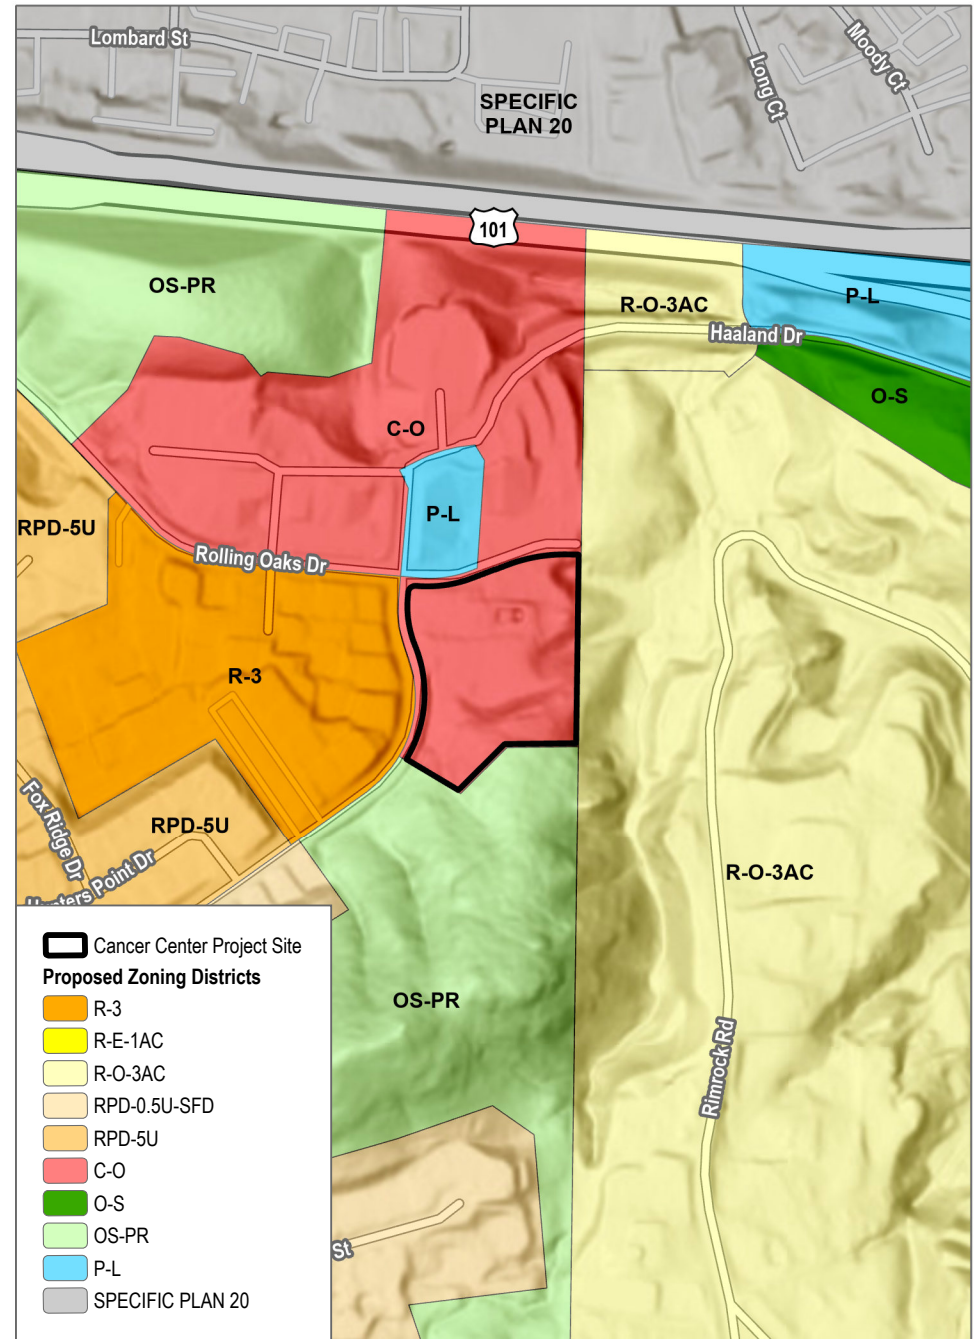 Lombard St
Long Ct
Moody Ct
SPECIFIC
PLAN 20
101
OS-PR
R-O-3AC
P-L
Haaland Dr
O-S
C-O
P-L
RPD-5U
Rolling Oaks Dr
R-3
Fox Ridge Dr
RPD-5U
Hunters Point Dr
R-O-3AC
OS-PR
Rimrock Rd
St
Cancer Center Project Site
Proposed Zoning Districts
R-3
R-E-1AC
R-O-3AC
RPD-0.5U-SFD
RPD-5U
C-O
O-S
OS-PR
P-L
SPECIFIC PLAN 20